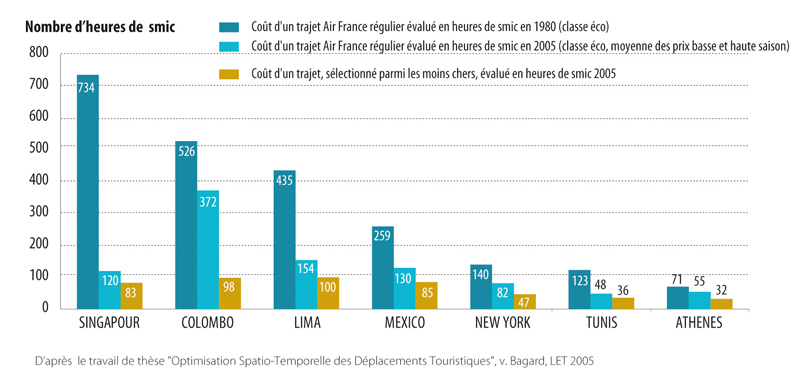 Nombre d'heures de smic
Coût d'un trajet Air France régulier évalué en heures de smic en 1980 (classe éco)
Coût d'un trajet Air France régulier évalué en heures de smic en 2005 (classe éco, moyenne des prix basse et haute saison)
Coût d'un trajet, sélectionné parmi les moins chers, évalué en heures de smic 2005
800
700
600
500
400
300
200
100
0
734 120 83
526 372 98
435 154 100
259 130 85
140 82 47
123 48 36
71 55 32
SINGAPOUR COLOMBO LIMA MEXICO NEW YORK TUNIS ATHENES
D'après le travail de thèse "Optimisation Spatio-Temporelle des Déplacements Touristiques", v. Bagard, LET 2005